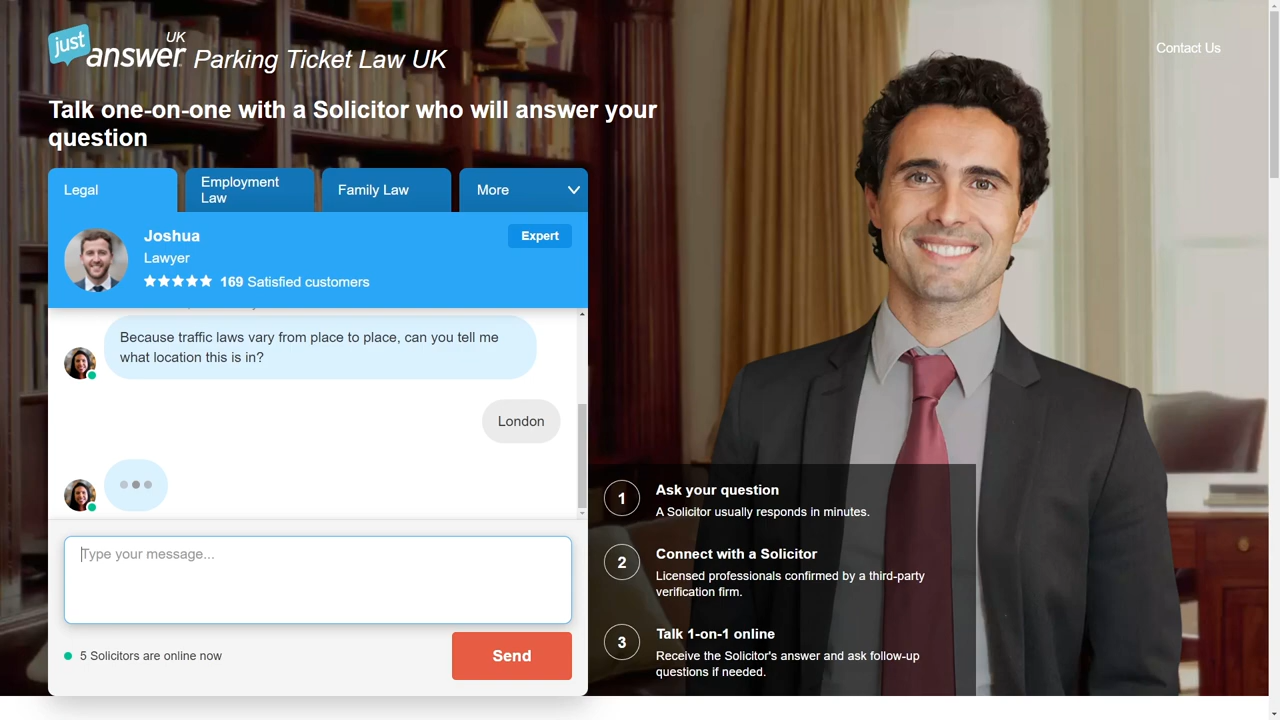 just
answer
UK
Parking Ticket Law UK
Contact Us
Talk one-on-one with a Solicitor who will answer your
question
Legal
Employment
Law
Family Law
More
Joshua
Expert
Lawyer
169 Satisfied customers
Because traffic laws vary from place to place, can you tell me
what location this is in?
London
Type your message...
5 Solicitors are online now
Send
1
Ask your question
A Solicitor usually responds in minutes.
2
Connect with a Solicitor
Licensed professionals confirmed by a third-party
verification firm.
3
Talk 1-on-1 online
Receive the Solicitor's answer and ask follow-up
questions if needed.